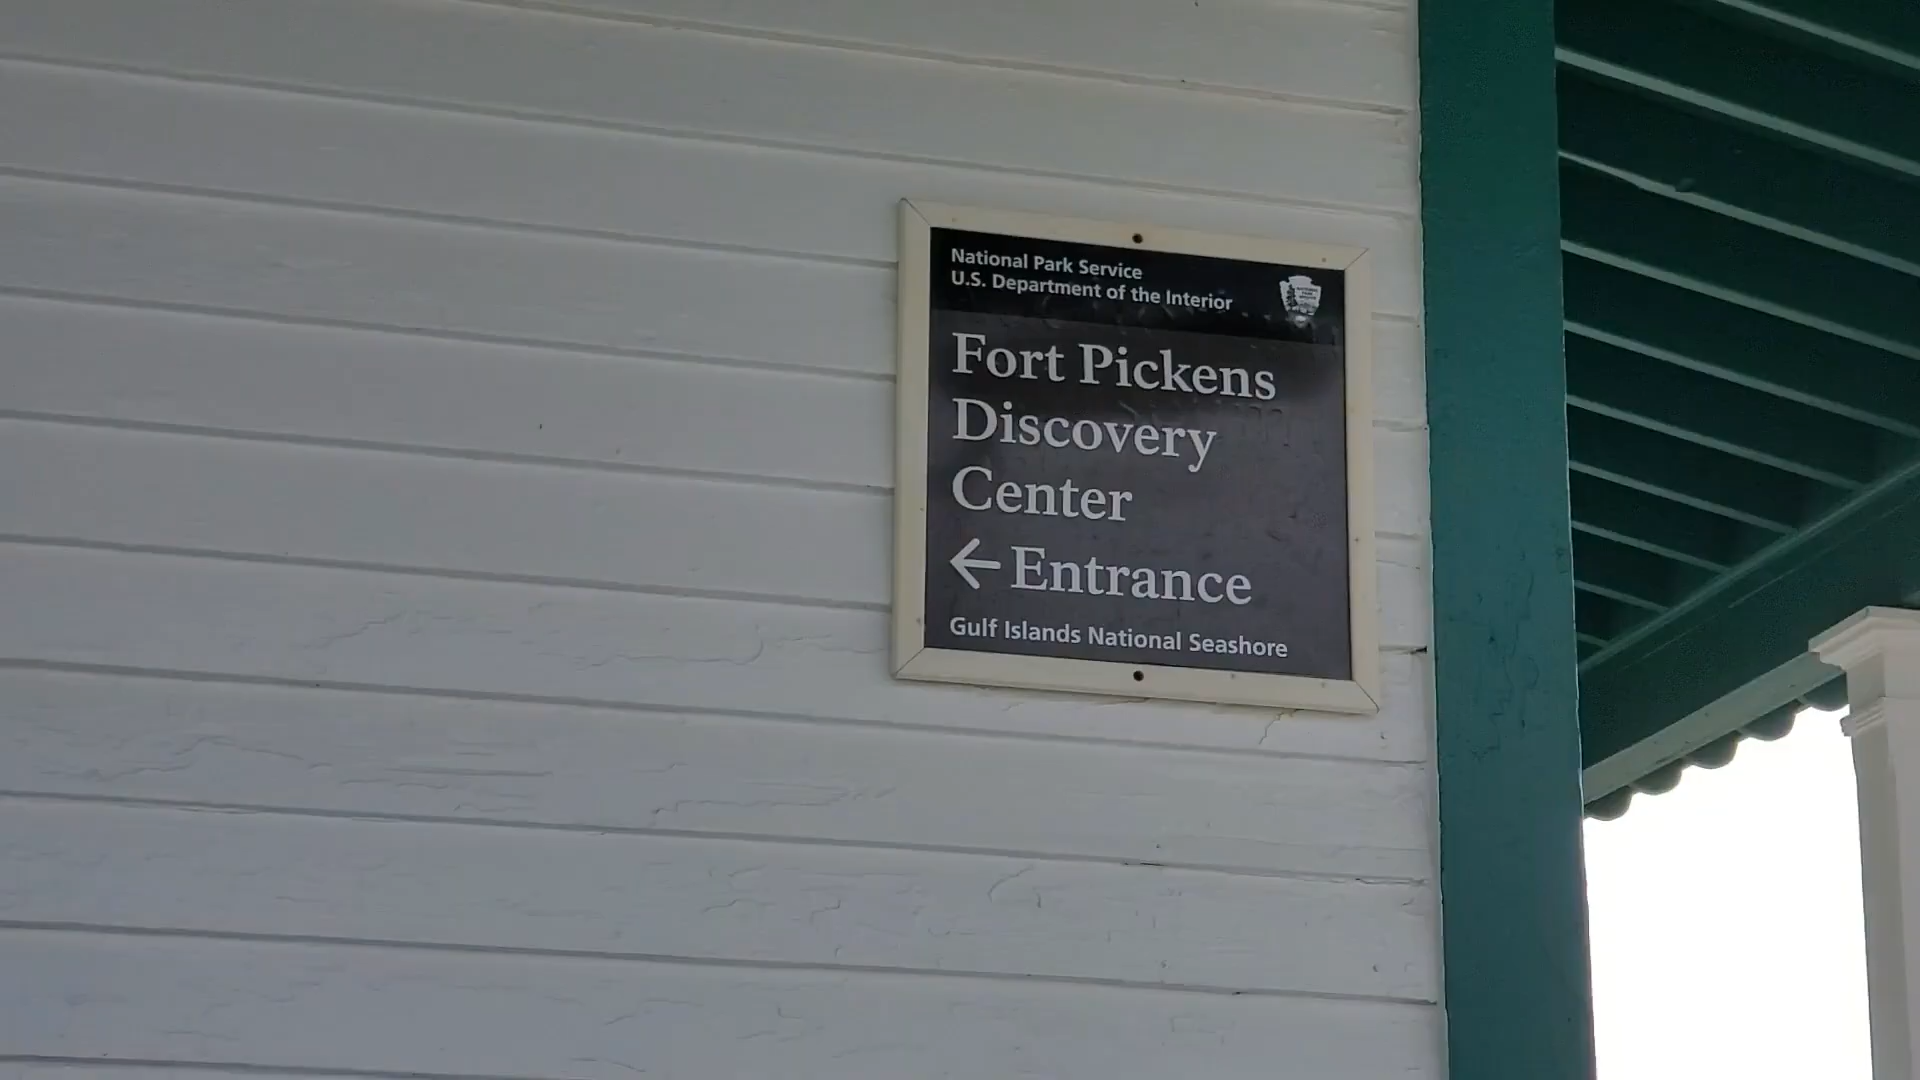 National Park Service
U.S. Department of the Interior
Fort Pickens
Discovery
Center
← Entrance
Gulf Islands National Seashore